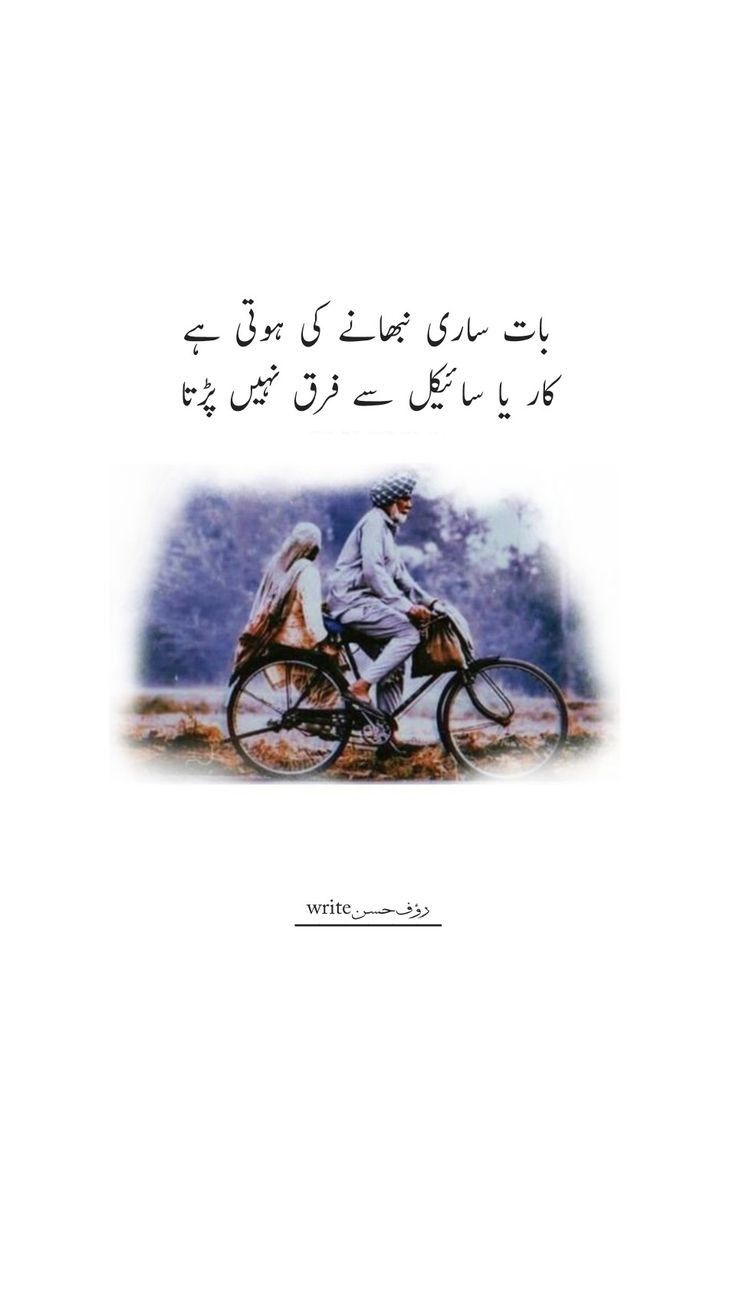 بات ساری نبھانے کی ہوتی ہے
کار یا سائیکل سے فرق نہیں پڑتا
رؤف حسن write